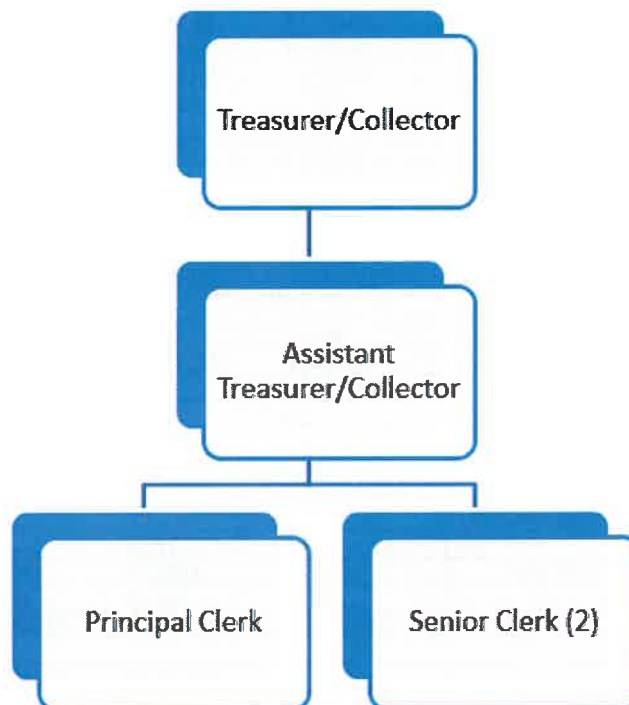 Treasurer/Collector
Assistant
Treasurer/Collector
Principal Clerk
Senior Clerk (2)